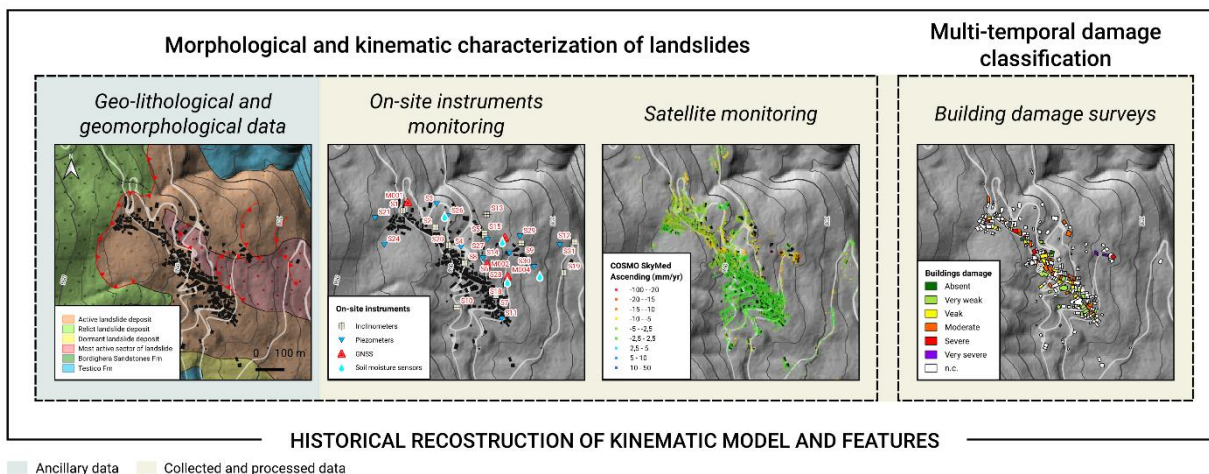 Morphological and kinematic characterization of landslides
Multi-temporal damage
classification
Geo-lithological and
geomorphological data
On-site instruments
monitoring
Satellite monitoring
Building damage surveys
Active landslide deposit
Relict landslide deposit
Dormant landslide deposit
Most active sector of landslide
Bordighera Sandstones Fm
Testico Fm
0 100 m
MD01
S1
S21
S24
S3
S26
S2
S20
S4
S13
S15
S27
S14
S29
S30
MD04
S12
S19
S10
S11
On-site instruments
Inclinometers
Piezometers
GNSS
Soil moisture sensors
COSMO SkyMed
Ascending (mm/yr)
-100 - -20
-20 - -15
-15 - -10
-10 - -5
-5 - -2,5
-2,5 - 2,5
2,5 - 5
5 - 10
10 - 50
Buildings damage
Absent
Very weak
Veak
Moderate
Severe
Very severe
n.c.
HISTORICAL RECOSTRUCTION OF KINEMATIC MODEL AND FEATURES
Ancillary data
Collected and processed data